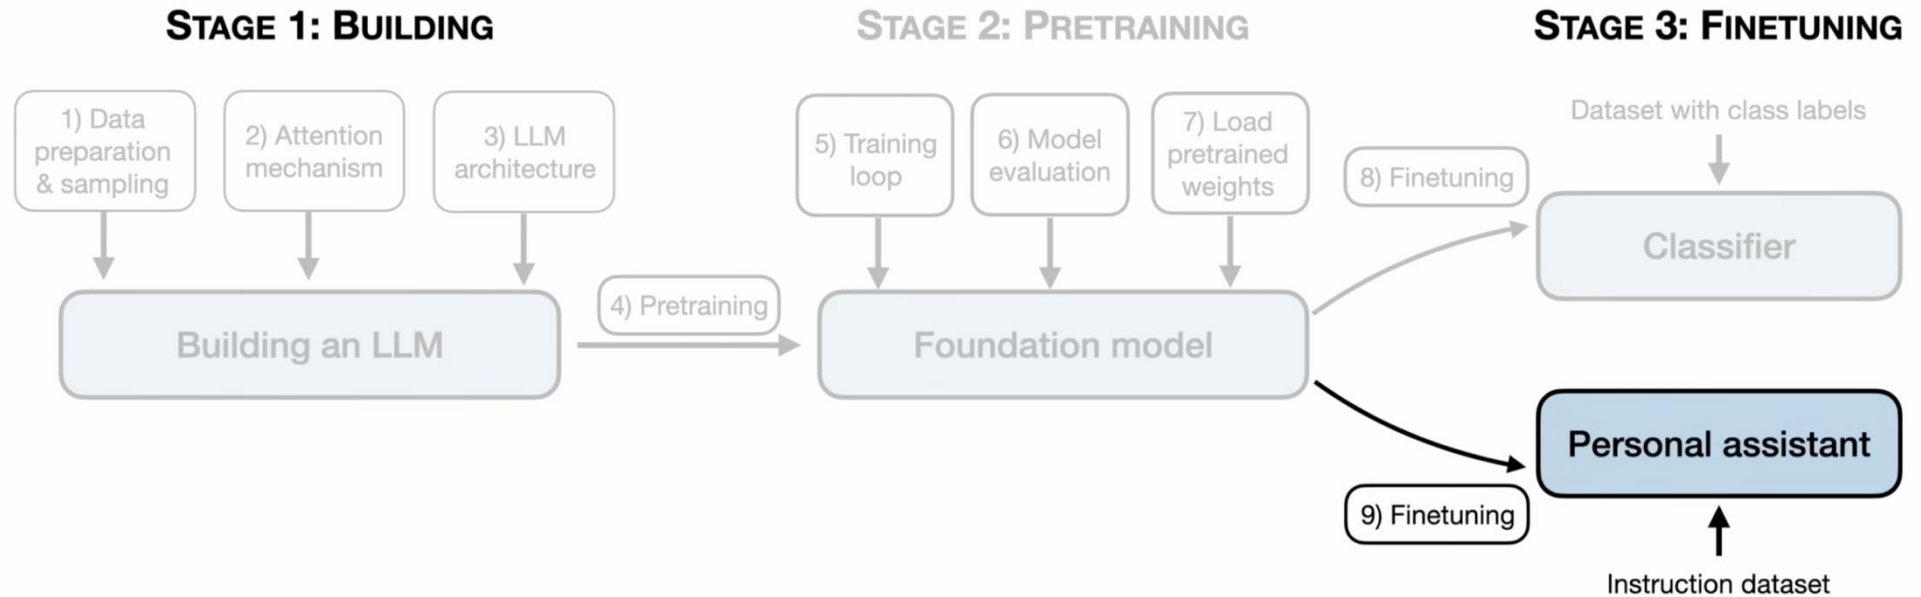 STAGE 1: BUILDING
STAGE 2: PRETRAINING
STAGE 3: FINETUNING
1) Data
preparation
& sampling
2) Attention
mechanism
3) LLM
architecture
Building an LLM
4) Pretraining
5) Training
loop
6) Model
evaluation
7) Load
pretrained
weights
Foundation model
8) Finetuning
Dataset with class labels
Classifier
Personal assistant
9) Finetuning
Instruction dataset